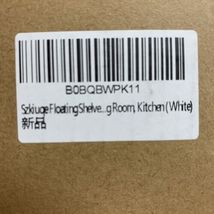 B0BQBWPK11
Szkiuge Floating Shelve...g Room, Kitchen ( White)
新品